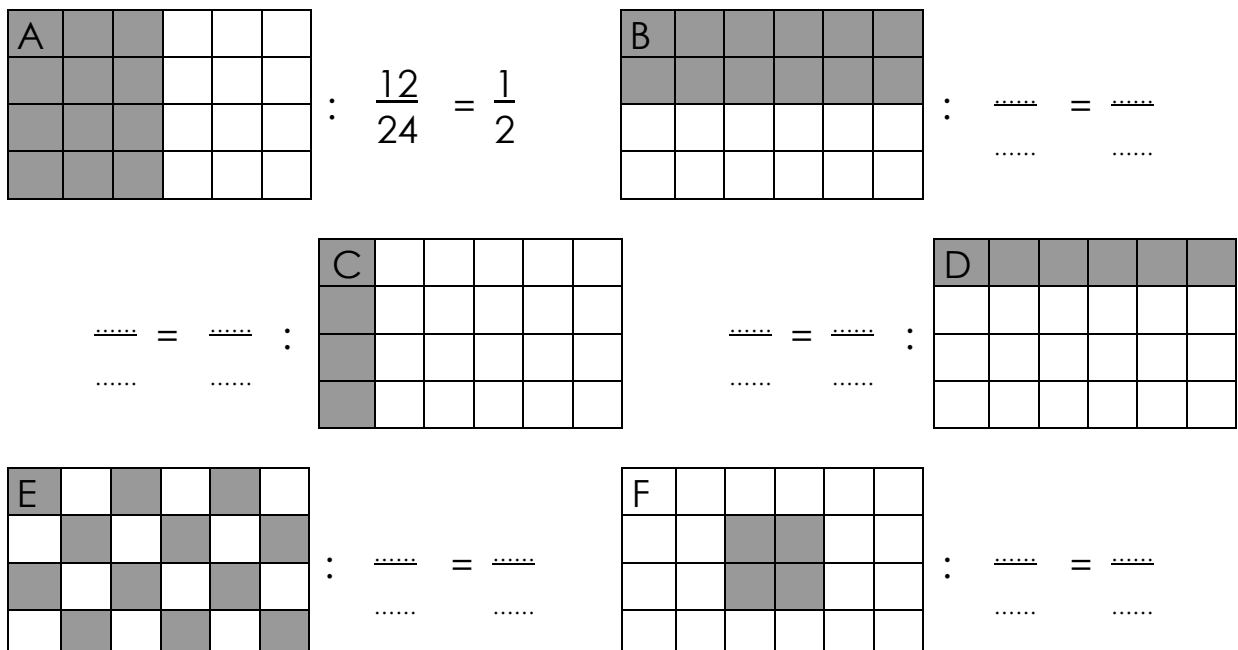 A : 12/24 = 1/2
B : ...... = ......
...... ......
...... = ...... : C
...... ......
...... = ...... : D
...... ......
E : ...... = ......
...... ......
F : ...... = ......
...... ......